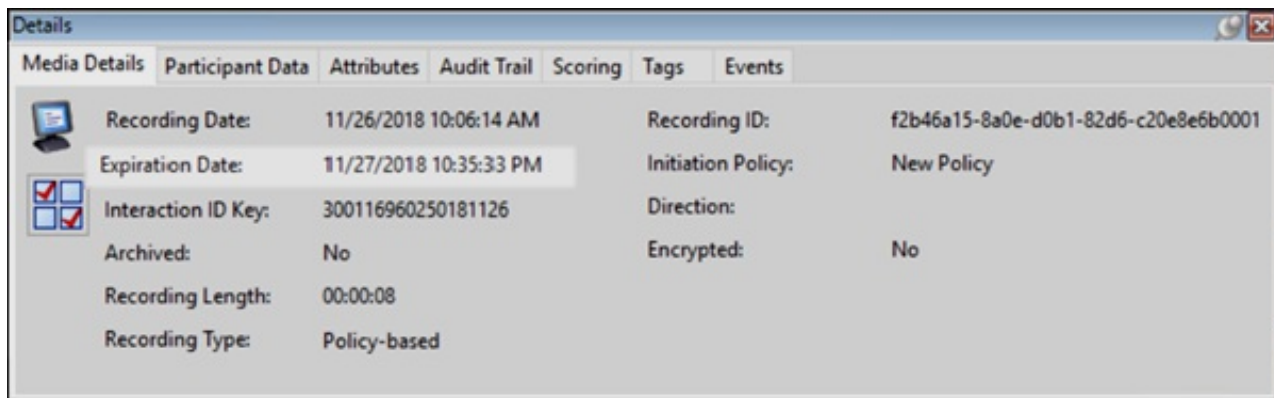 Details
Media Details Participant Data Attributes Audit Trail Scoring Tags Events
Recording Date: 11/26/2018 10:06:14 AM Recording ID: f2b46a15-8a0e-d0b1-82d6-c20e8e6b0001
Expiration Date: 11/27/2018 10:35:33 PM Initiation Policy: New Policy
Interaction ID Key: 300116960250181126 Direction:
Archived: No Encrypted: No
Recording Length: 00:00:08
Recording Type: Policy-based